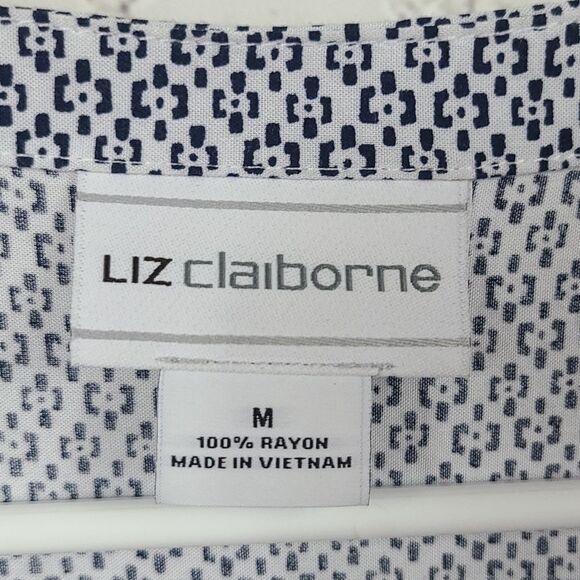 LIZ claiborne
M
100% RAYON
MADE IN VIETNAM